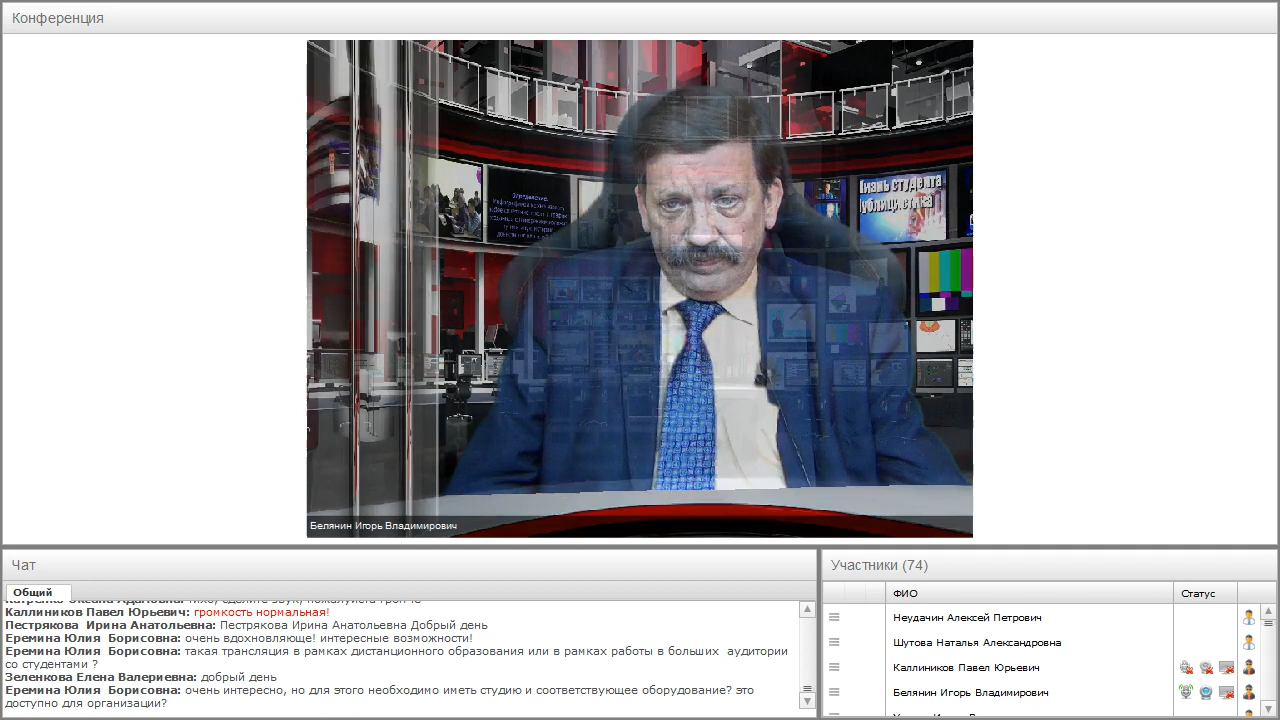 Конференция
студента
Белянин Игорь Владимирович
Чат
Общий
Каллиников Павел Юрьевич: громкость нормальная!
Пестрякова Ирина Анатольевна: Пестрякова Ирина Анатольевна Добрый день
Еремина Юлия Борисовна: очень вдохновляюще! интересные возможности!
Еремина Юлия Борисовна: такая трансляция в рамках дистанционного образования или в рамках работы в больших аудитории
со студентами ?
Зеленкова Елена Валериевна: добрый день
Еремина Юлия Борисовна: очень интересно, но для этого необходимо иметь студию и соответствующее оборудование? это
доступно для организации?
Участники (74)
ФИО Статус
Неудачин Алексей Петрович
Шутова Наталья Александровна
Каллиников Павел Юрьевич
Белянин Игорь Владимирович